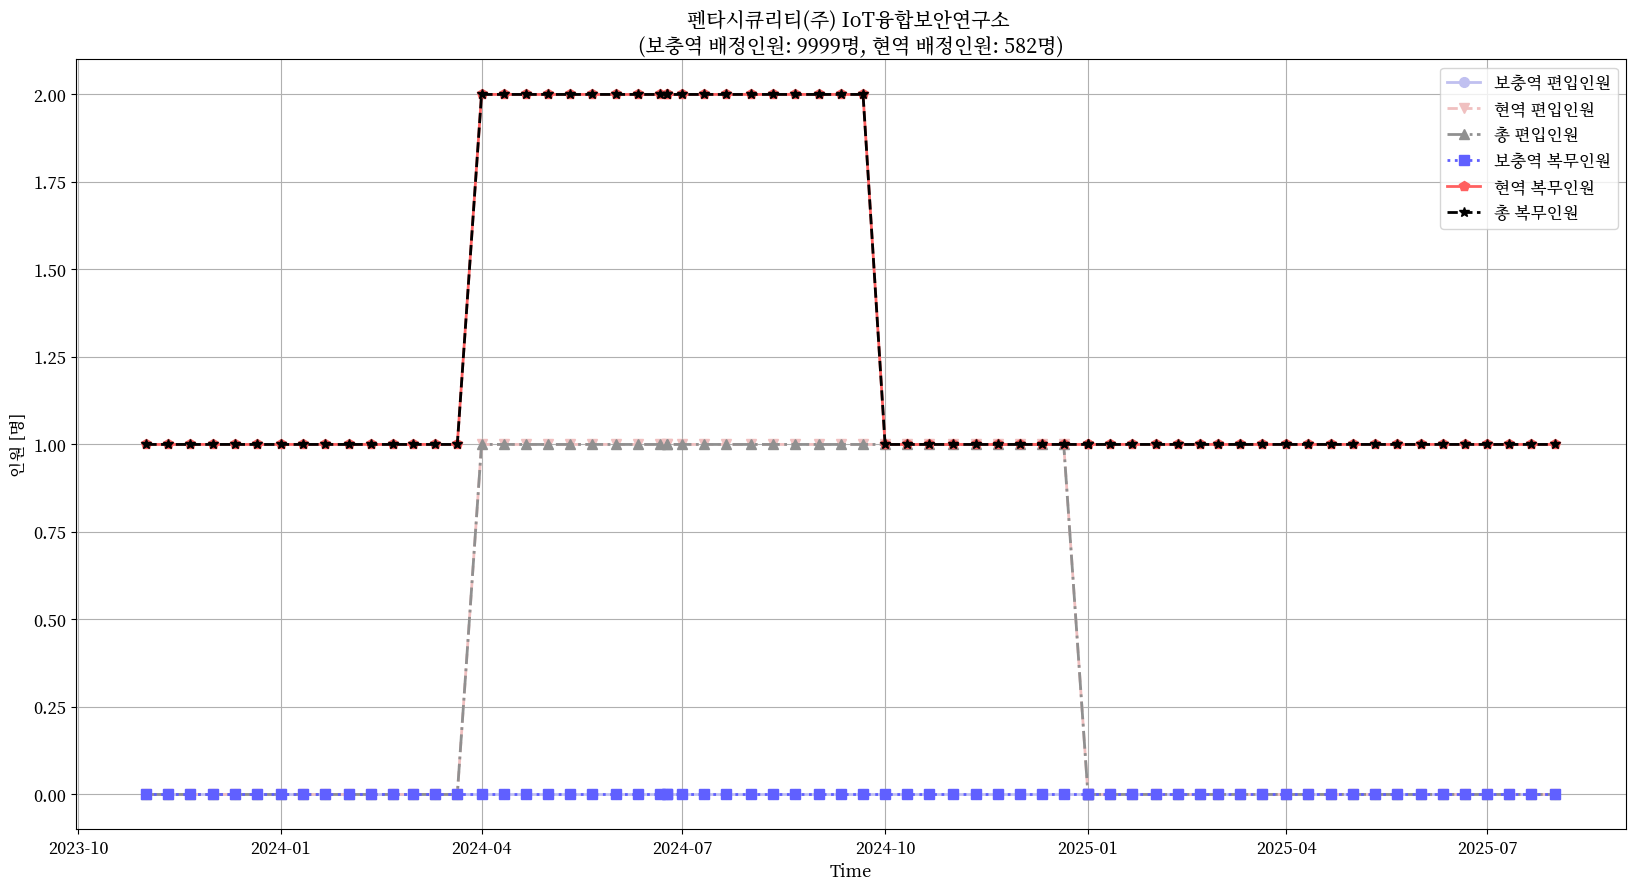 펜타시큐리티(주) IoT융합보안연구소
(보충역 배정인원: 9999명, 현역 배정인원: 582명)
보충역 편입인원
현역 편입인원
총 편입인원
보충역 복무인원
현역 복무인원
총 복무인원
인원 [명]
2.00
1.75
1.50
1.25
1.00
0.75
0.50
0.25
0.00
2023-10 2024-01 2024-04 2024-07 2024-10 2025-01 2025-04 2025-07
Time